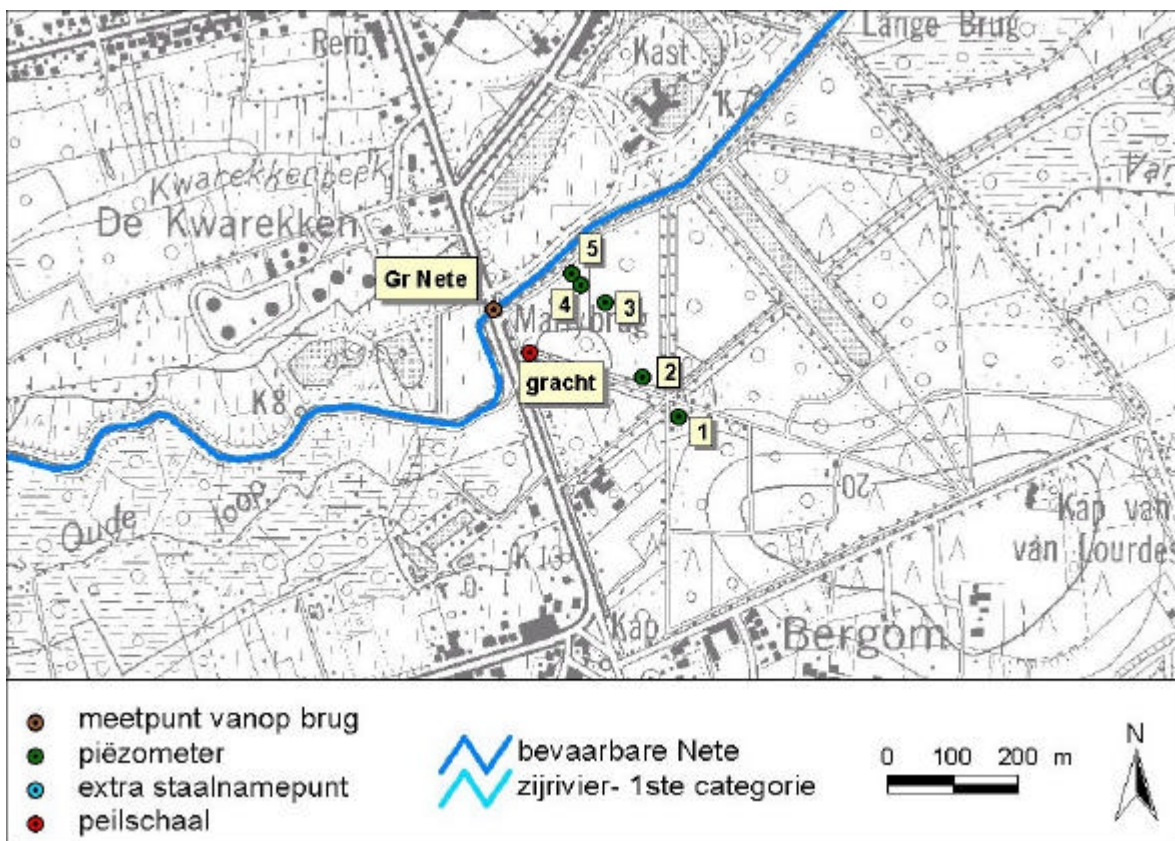 Rem
Kast
Lange Brug
K7
Kwarekkenbeek
De Kwarekken
Gr Nete
5
4
3
gracht
2
1
K8
Oude loop
20
K 13
Kap van
van Lourdes
Kap
Bergom
meetpunt vanop brug
piëzometer
extra staalnamepunt
peilschaal
bevaarbare Nete
zijrivier- 1ste categorie
0 100 200 m
N